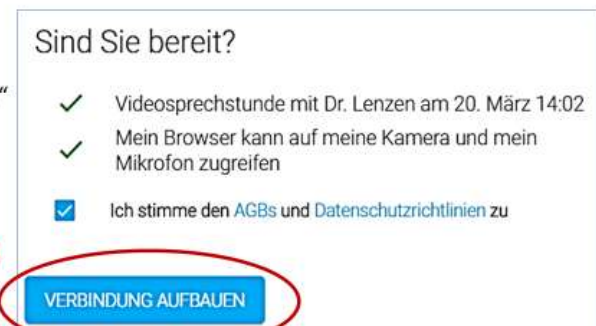 Sind Sie bereit?
“
Videosprechstunde mit Dr. Lenzen am 20. März 14:02
Mein Browser kann auf meine Kamera und mein
Mikrofon zugreifen
Ich stimme den AGBs und Datenschutzrichtlinien zu
VERBINDUNG AUFBAUEN